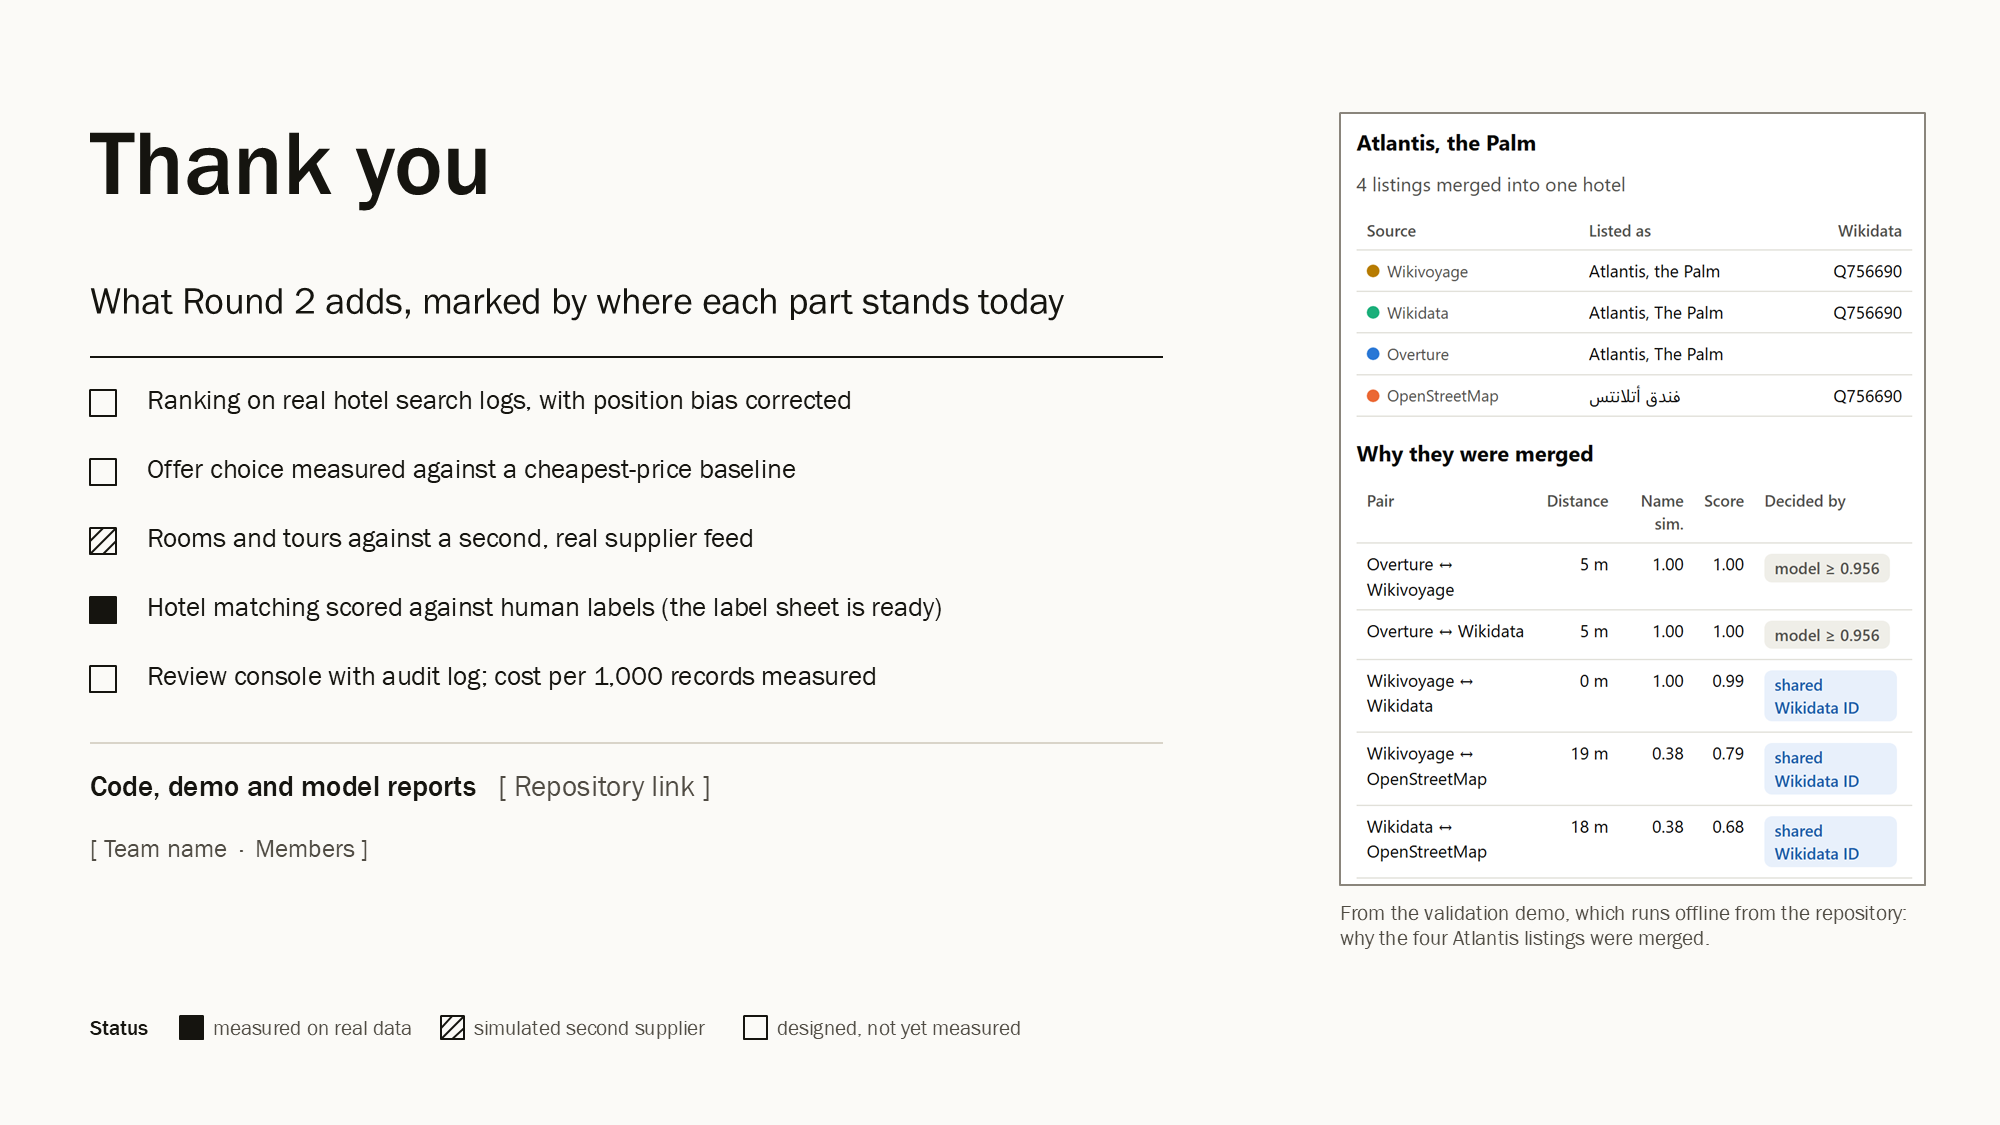 Thank you
What Round 2 adds, marked by where each part stands today
Ranking on real hotel search logs, with position bias corrected
Offer choice measured against a cheapest-price baseline
Rooms and tours against a second, real supplier feed
Hotel matching scored against human labels (the label sheet is ready)
Review console with audit log; cost per 1,000 records measured
Code, demo and model reports [ Repository link ]
[ Team name · Members ]
Status measured on real data simulated second supplier designed, not yet measured
Atlantis, the Palm
4 listings merged into one hotel
Source Listed as Wikidata
Wikivoyage Atlantis, the Palm Q756690
Wikidata Atlantis, The Palm Q756690
Overture Atlantis, The Palm
OpenStreetMap فندق أتلانتس Q756690
Why they were merged
Pair Distance Name Score Decided by
sim.
Overture ↔ 5 m 1.00 1.00 model ≥ 0.956
Wikivoyage
Overture ↔ Wikidata 5 m 1.00 1.00 model ≥ 0.956
Wikivoyage ↔ 0 m 1.00 0.99 shared
Wikidata Wikidata ID
Wikivoyage ↔ 19 m 0.38 0.79 shared
OpenStreetMap Wikidata ID
Wikidata ↔ 18 m 0.38 0.68 shared
OpenStreetMap Wikidata ID
From the validation demo, which runs offline from the repository:
why the four Atlantis listings were merged.